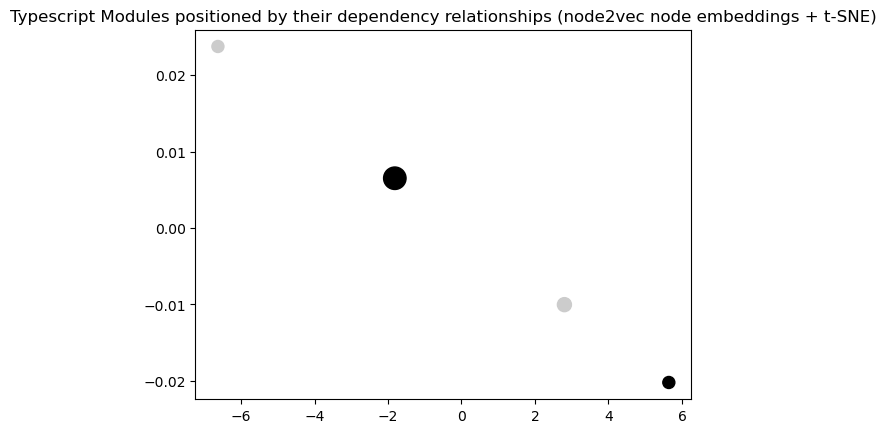 Typescript Modules positioned by their dependency relationships (node2vec node embeddings + t-SNE)
0.02
0.01
0.00
−0.01
−0.02
−6 −4 −2 0 2 4 6